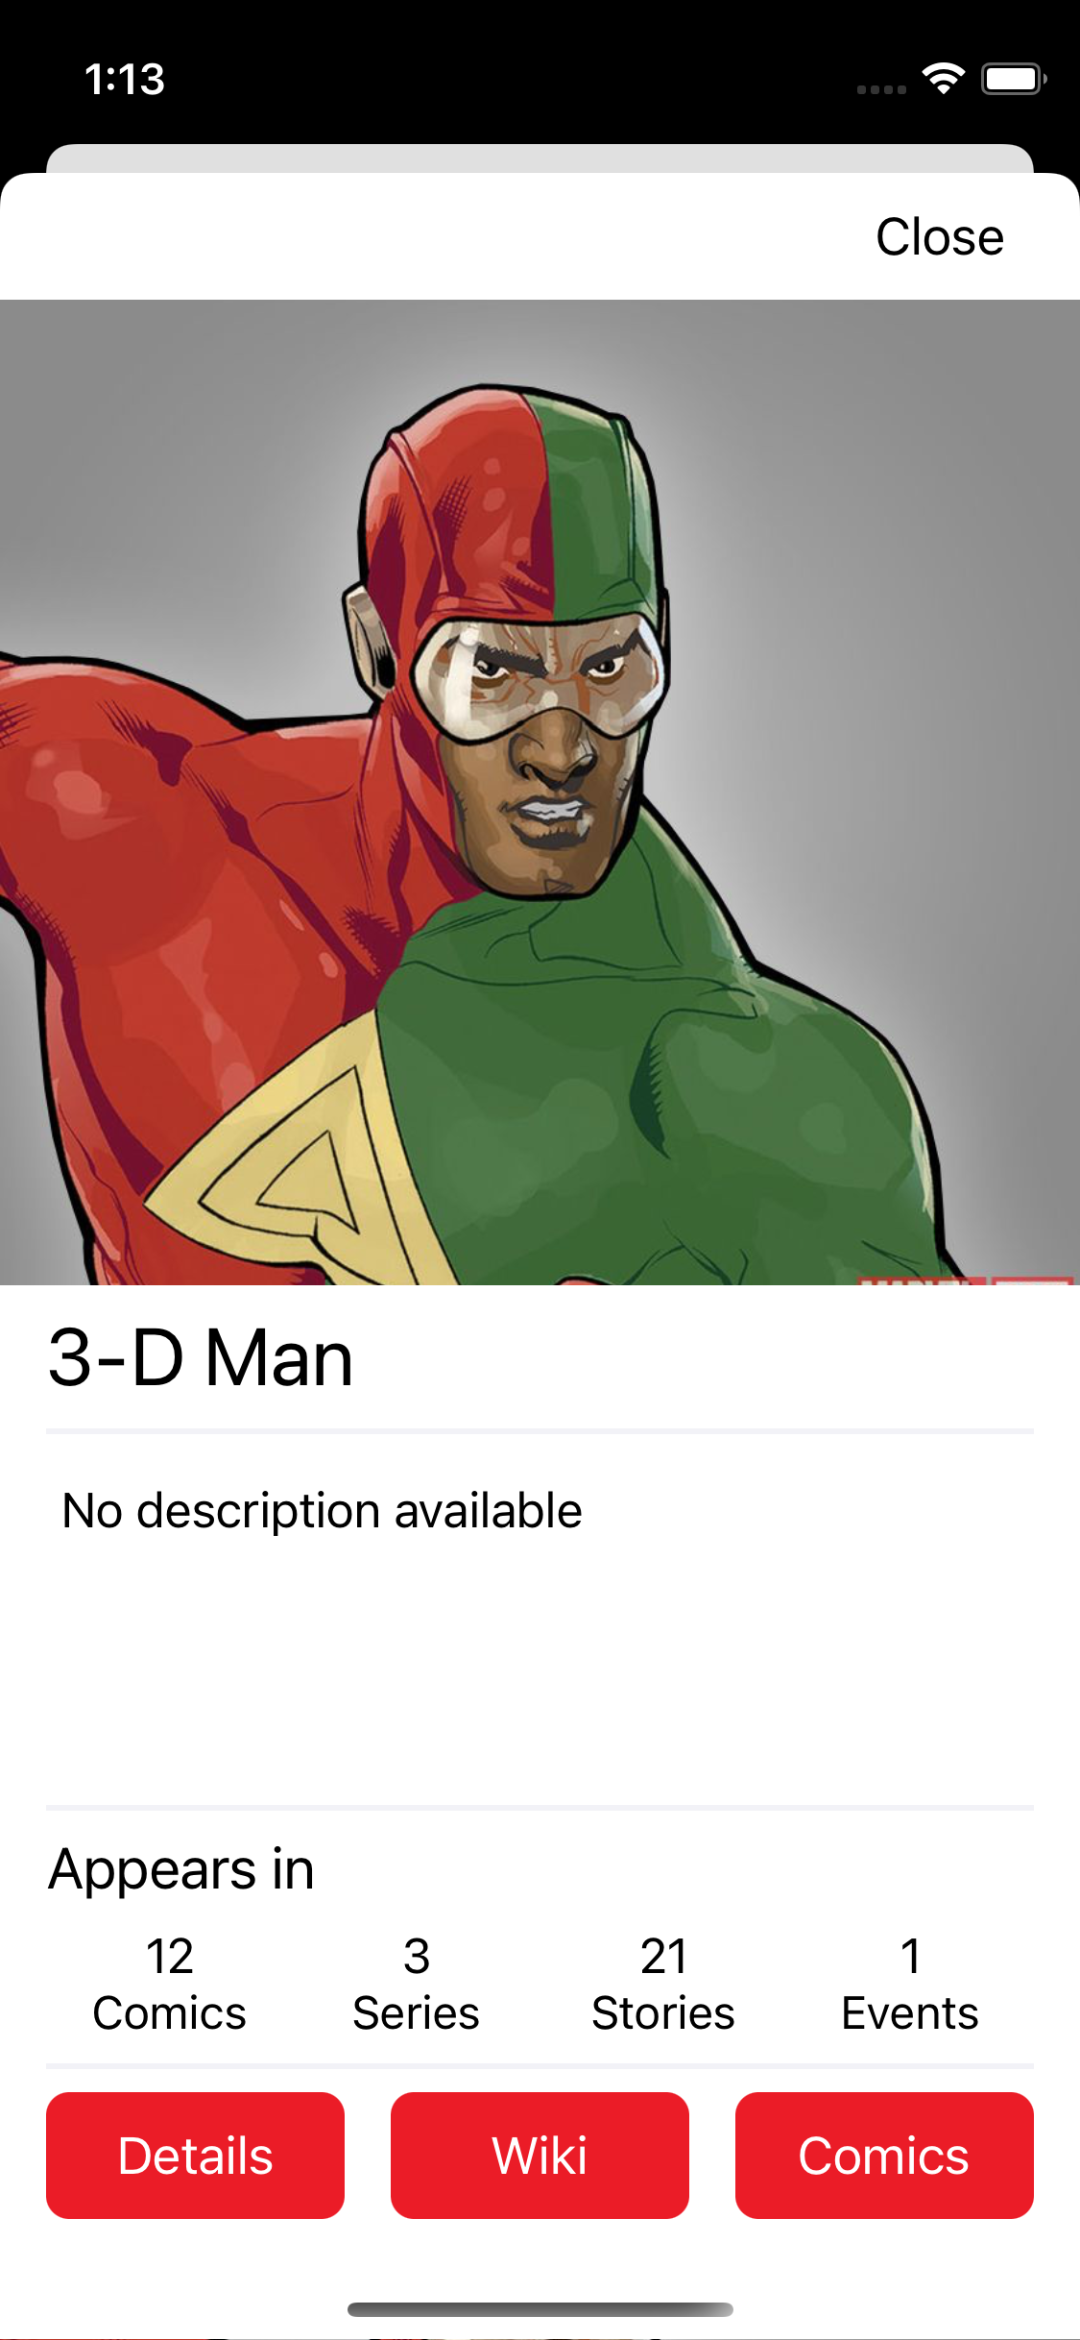 1:13
Close
3-D Man
No description available
Appears in
12 3 21 1
Comics Series Stories Events
Details Wiki Comics